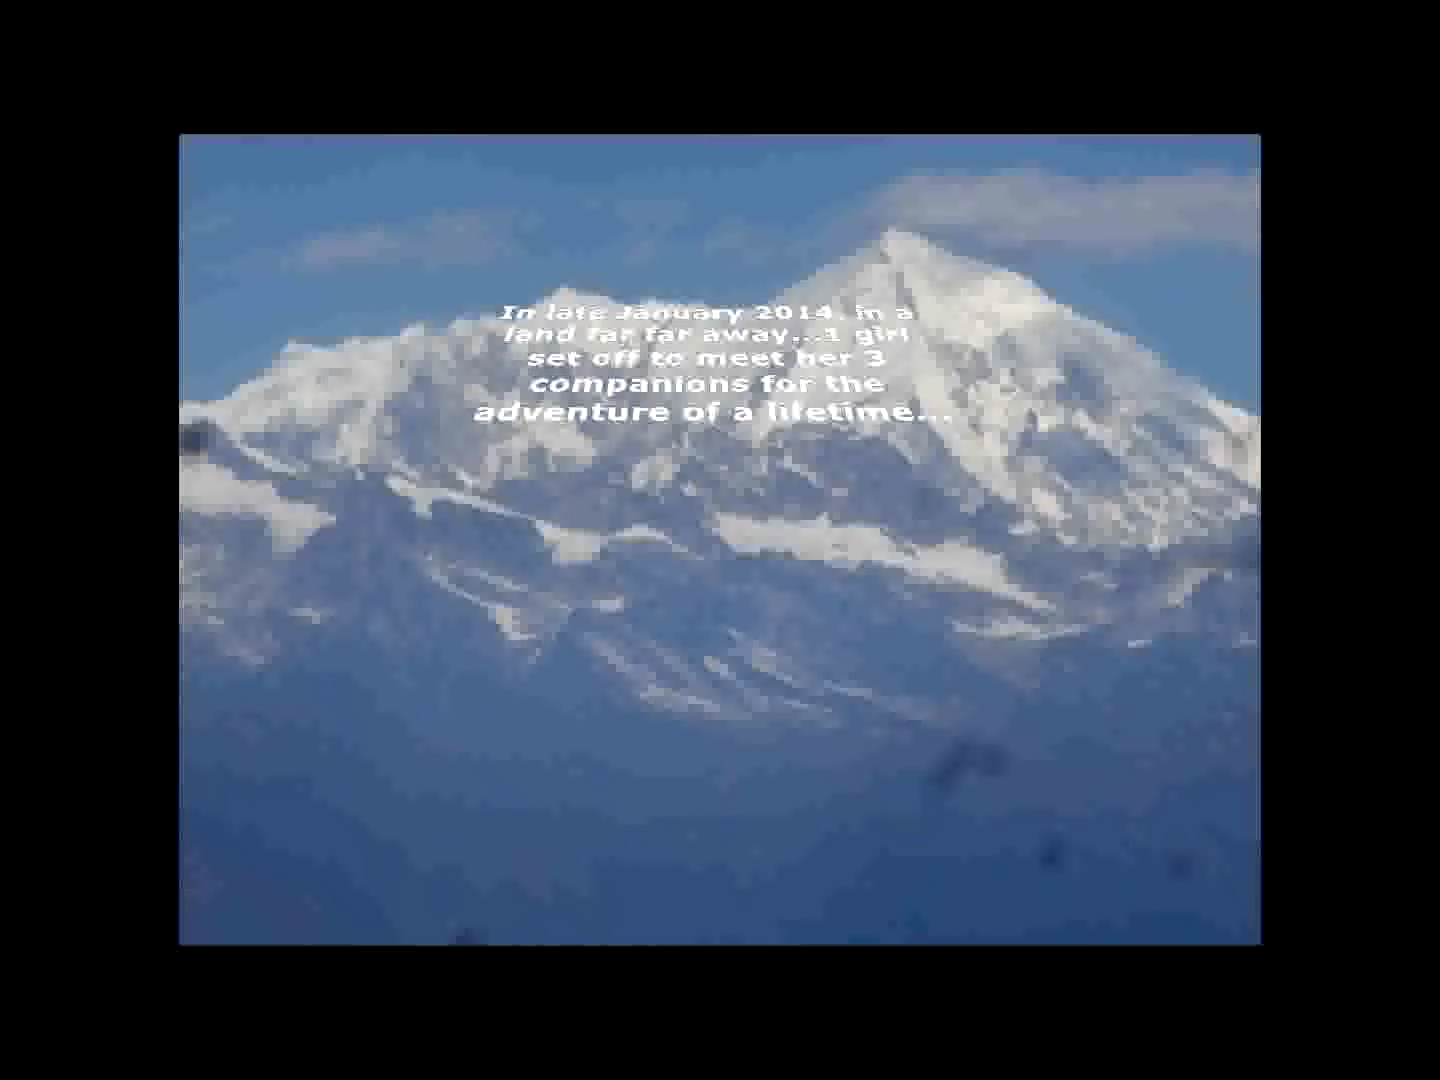 In late January 2014, in a
land far far away...1 girl
set off to meet her 3
companions for the
adventure of a lifetime...